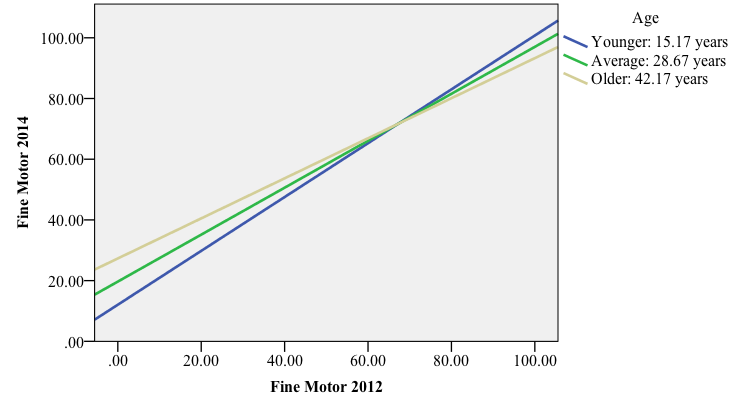 Age
Younger: 15.17 years
Average: 28.67 years
Older: 42.17 years
Fine Motor 2014
100.00
80.00
60.00
40.00
20.00
.00
.00 20.00 40.00 60.00 80.00 100.00
Fine Motor 2012